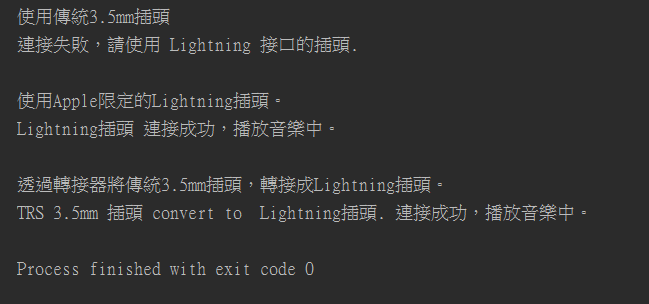 使用傳統3.5mm插頭
連接失敗，請使用 Lightning 接口的插頭.
使用Apple限定的Lightning插頭。
Lightning插頭 連接成功，播放音樂中。
透過轉接器將傳統3.5mm插頭，轉接成Lightning插頭。
TRS 3.5mm 插頭 convert to  Lightning插頭. 連接成功，播放音樂中。
Process finished with exit code 0